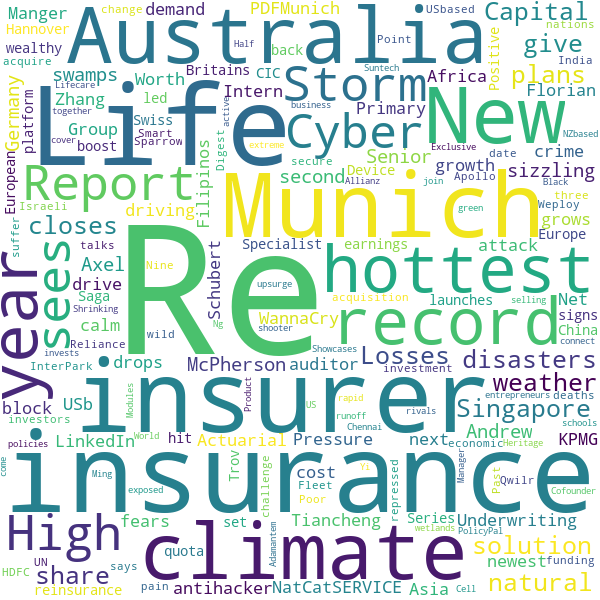 Manger demand PDFMunich USbased Capital nations
change
Hannover
wealthy back Point give
acquire
Australia
swamps Britains CIC Positive India
Half
Lifecare Worth Intern Storm Africa plans
Suntech
Zhang led Florian
together
Germany platform Life Primary New
business
active
Group Swiss Cyber
cover boost Smart Digest Exclusive NZbased
European Sparrow secure Senior growth date crime
Filipinos Device Apollo Black sizzling
Israeli Report second Allianz join three
closes driving Munich green Weploy
suffer talks Nine grows Europe
sees Axel Schubert Specialist earnings attack
year drive Re hottest launches Net
Saga upsurge acquisition selling signs
Shrinking calm wild Ng shooter WannaCry record China
Reliance connect
invests InterPark drops McPherson Showcases Losses disasters
investment
block USb auditor weather
investors insurer US rapid rivals entrepreneurs deaths
Modules Product runoff Singapore
policies LinkedIn hit Actuarial Chennai Pressure next economic Andrew schools
World Heritage KPMG
come Ming insurance Trov cost Manager Past Qwilr
exposed Fleet Yi Cofounder
High fears set challenge Poor repressed Series Underwriting
Tiancheng wetlands PolicyPal
UN quota Adamantem climate solution
share says antihacker newest funding
HDFC reinsurance pain NatCatSERVICE Asia Cell natural
extreme